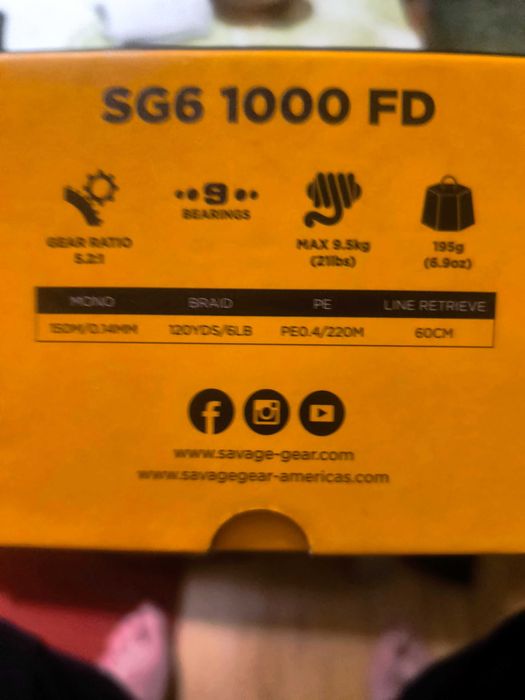 SG6 1000 FD
GEAR RATIO
5.2:1
9
BEARINGS
MAX 9.5kg
(21lbs)
195g
(6.9oz)
MONO BRAID PE LINE RETRIEVE
150M/0.14MM 120YDS/6LB PE0.4/220M 60CM
www.savage-gear.com
www.savagegear-americas.com